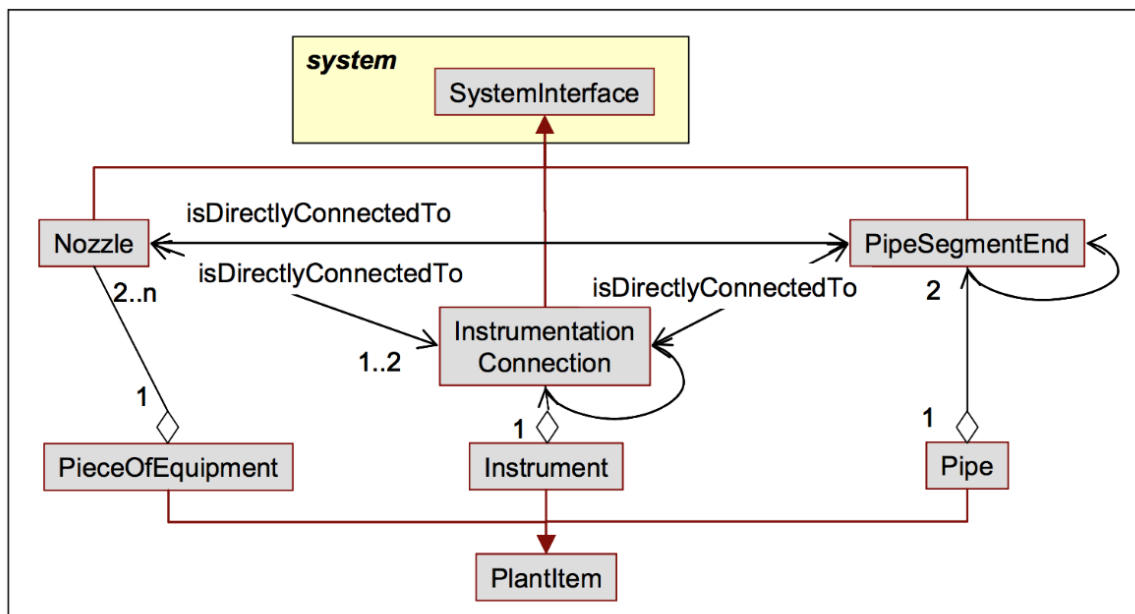 system
SystemInterface
isDirectlyConnectedTo
Nozzle
PipeSegmentEnd
isDirectlyConnectedTo
isDirectlyConnectedTo
2..n
2
Instrumentation
Connection
1..2
1
1
1
PieceOfEquipment
Instrument
Pipe
PlantItem